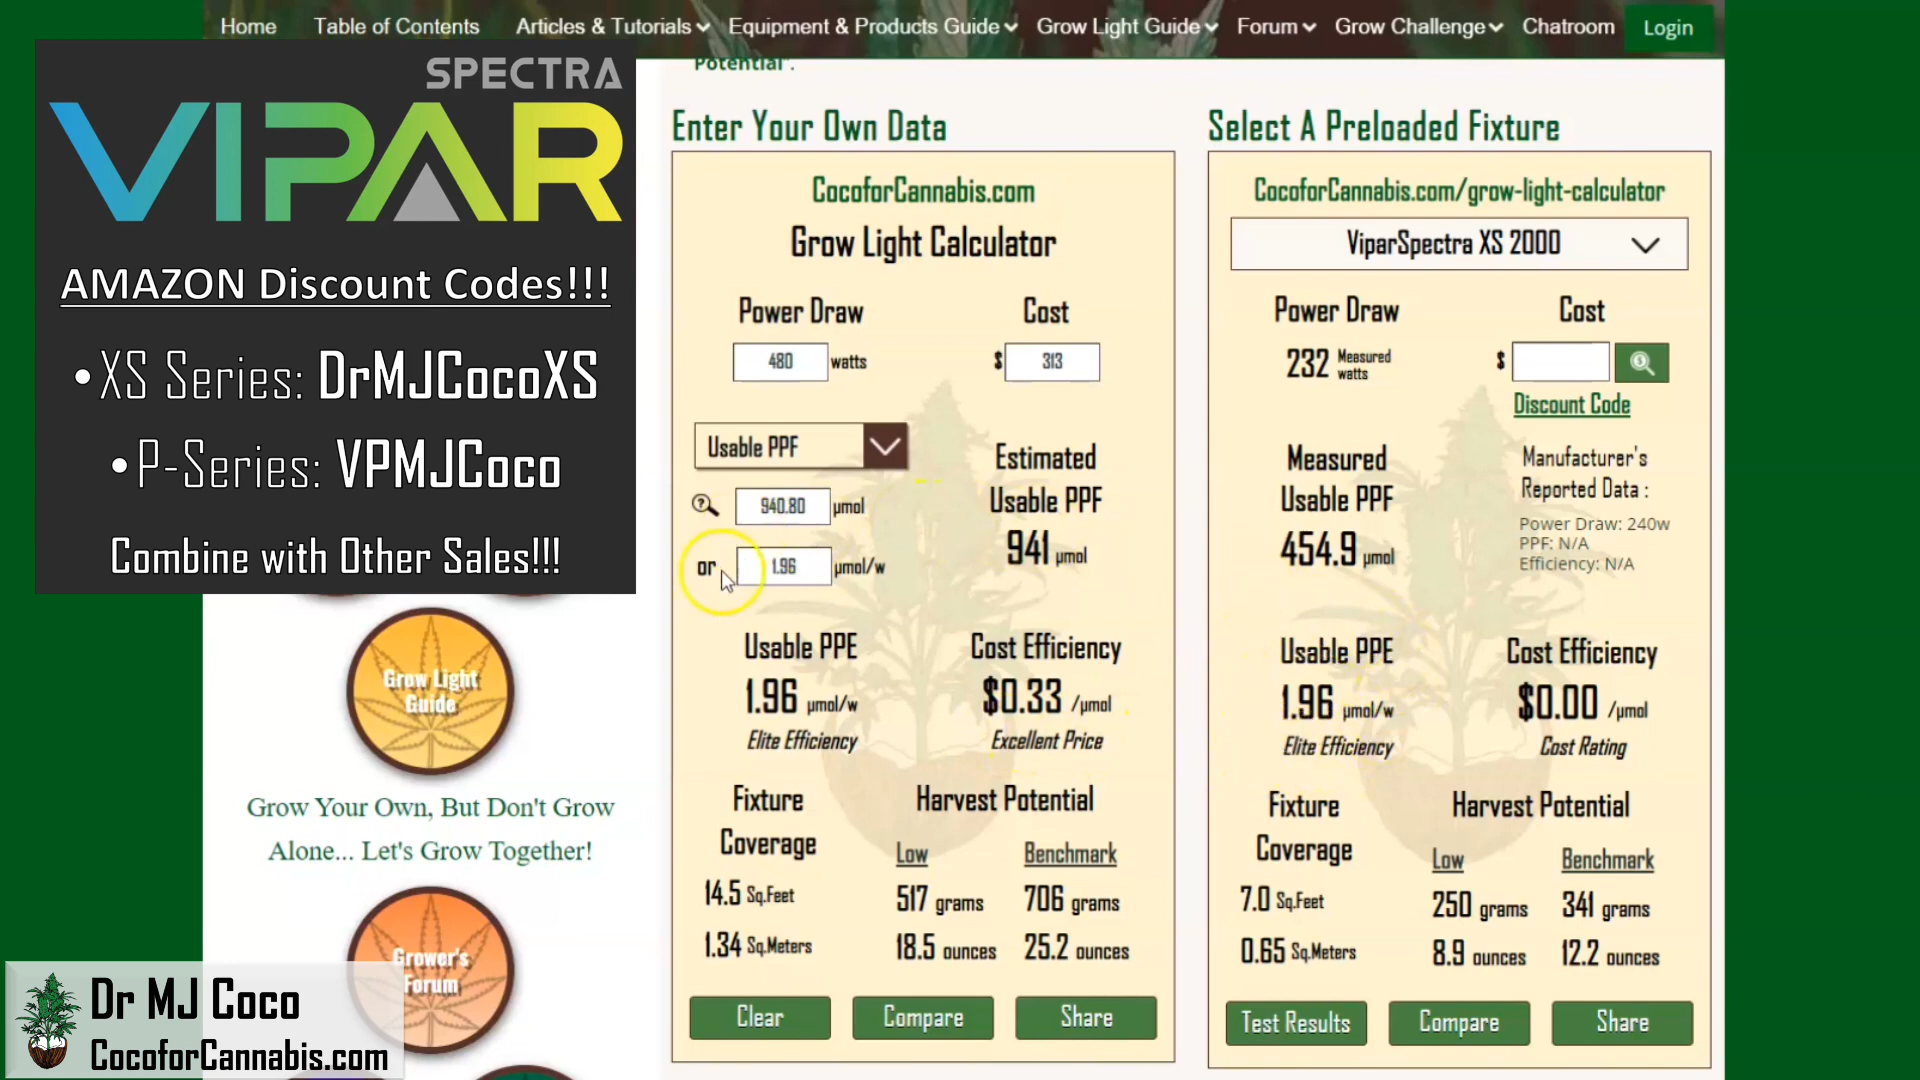 Home Table of Contents Articles & Tutorials Equipment & Products Guide Grow Light Guide Forum Grow Challenge Chatroom Login
Potential".
SPECTRA
VIPAR
AMAZON Discount Codes!!!
•XS Series: DrMJCocoXS
•P-Series: VPMJCoco
Combine with Other Sales!!!
Grow Light
Guide
Grow Your Own, But Don't Grow
Alone... Let's Grow Together!
Grower's
Forum
Dr MJ Coco
CocoforCannabis.com
Enter Your Own Data
CocoforCannabis.com
Grow Light Calculator
Power Draw Cost
480 watts $ 313
Usable PPF
940.80 µmol
or 1.96 µmol/w
Estimated
Usable PPF
941 µmol
Usable PPE Cost Efficiency
1.96 µmol/w $0.33 /µmol
Elite Efficiency Excellent Price
Fixture
Coverage
14.5 Sq.Feet
1.34 Sq.Meters
Harvest Potential
Low Benchmark
517 grams 706 grams
18.5 ounces 25.2 ounces
Clear Compare Share
Select A Preloaded Fixture
CocoforCannabis.com/grow-light-calculator
ViparSpectra XS 2000
Power Draw Cost
232 Measured
watts
$
Discount Code
Measured
Usable PPF
454.9 µmol
Manufacturer's
Reported Data :
Power Draw: 240w
PPF: N/A
Efficiency: N/A
Usable PPE Cost Efficiency
1.96 µmol/w $0.00 /µmol
Elite Efficiency Cost Rating
Fixture
Coverage
7.0 Sq.Feet
0.65 Sq.Meters
Harvest Potential
Low Benchmark
250 grams 341 grams
8.9 ounces 12.2 ounces
Test Results Compare Share